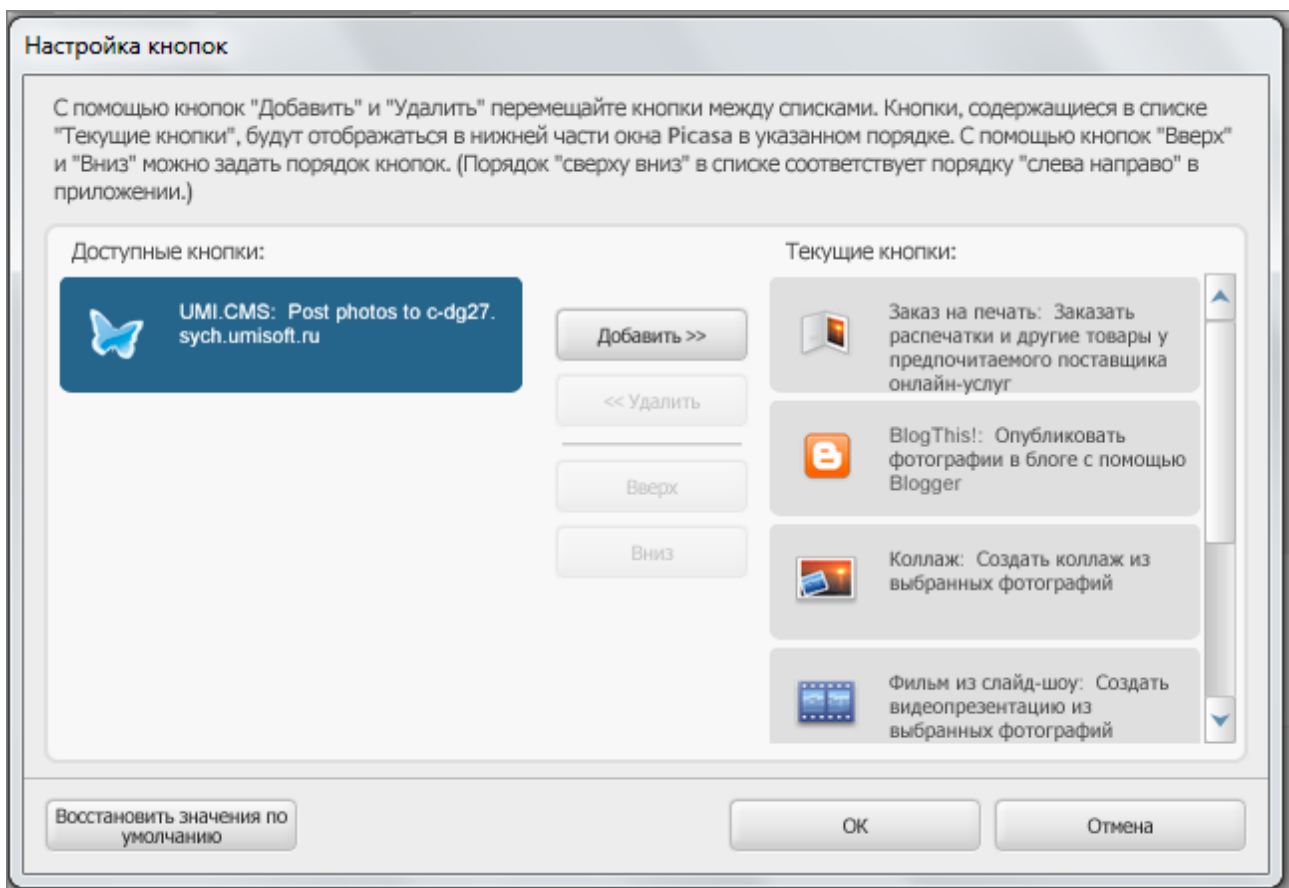 Настройка кнопок
С помощью кнопок "Добавить" и "Удалить" перемещайте кнопки между списками. Кнопки, содержащиеся в списке
"Текущие кнопки", будут отображаться в нижней части окна Picasa в указанном порядке. С помощью кнопок "Вверх"
и "Вниз" можно задать порядок кнопок. (Порядок "сверху вниз" в списке соответствует порядку "слева направо" в
приложении.)
Доступные кнопки:
UMI.CMS: Post photos to c-dg27.
sych.umisoft.ru
Добавить >>
<< Удалить
Вверх
Вниз
Текущие кнопки:
Заказ на печать: Заказать
распечатки и другие товары у
предпочитаемого поставщика
онлайн-услуг
BlogThis!: Опубликовать
фотографии в блоге с помощью
Blogger
Коллаж: Создать коллаж из
выбранных фотографий
Фильм из слайд-шоу: Создать
видеопрезентацию из
выбранных фотографий
Восстановить значения по
умолчанию
ОК
Отмена